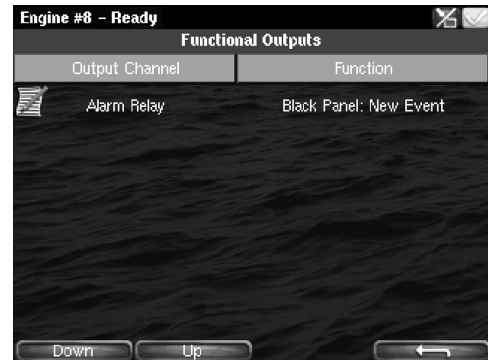 Engine #8 – Ready
Functional Outputs
Output Channel Function
Alarm Relay Black Panel: New Event
Down Up